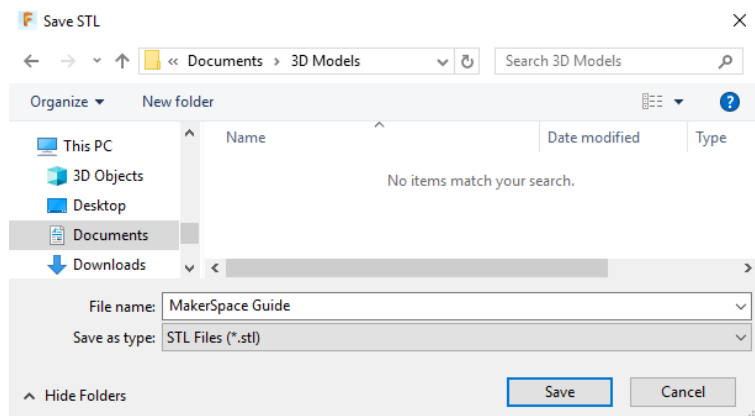 Save STL
« Documents › 3D Models
Search 3D Models
Organize
New folder
?
Name
Date modified
Type
This PC
3D Objects
Desktop
Documents
Downloads
No items match your search.
File name: MakerSpace Guide
Save as type: STL Files (*.stl)
Hide Folders
Save
Cancel